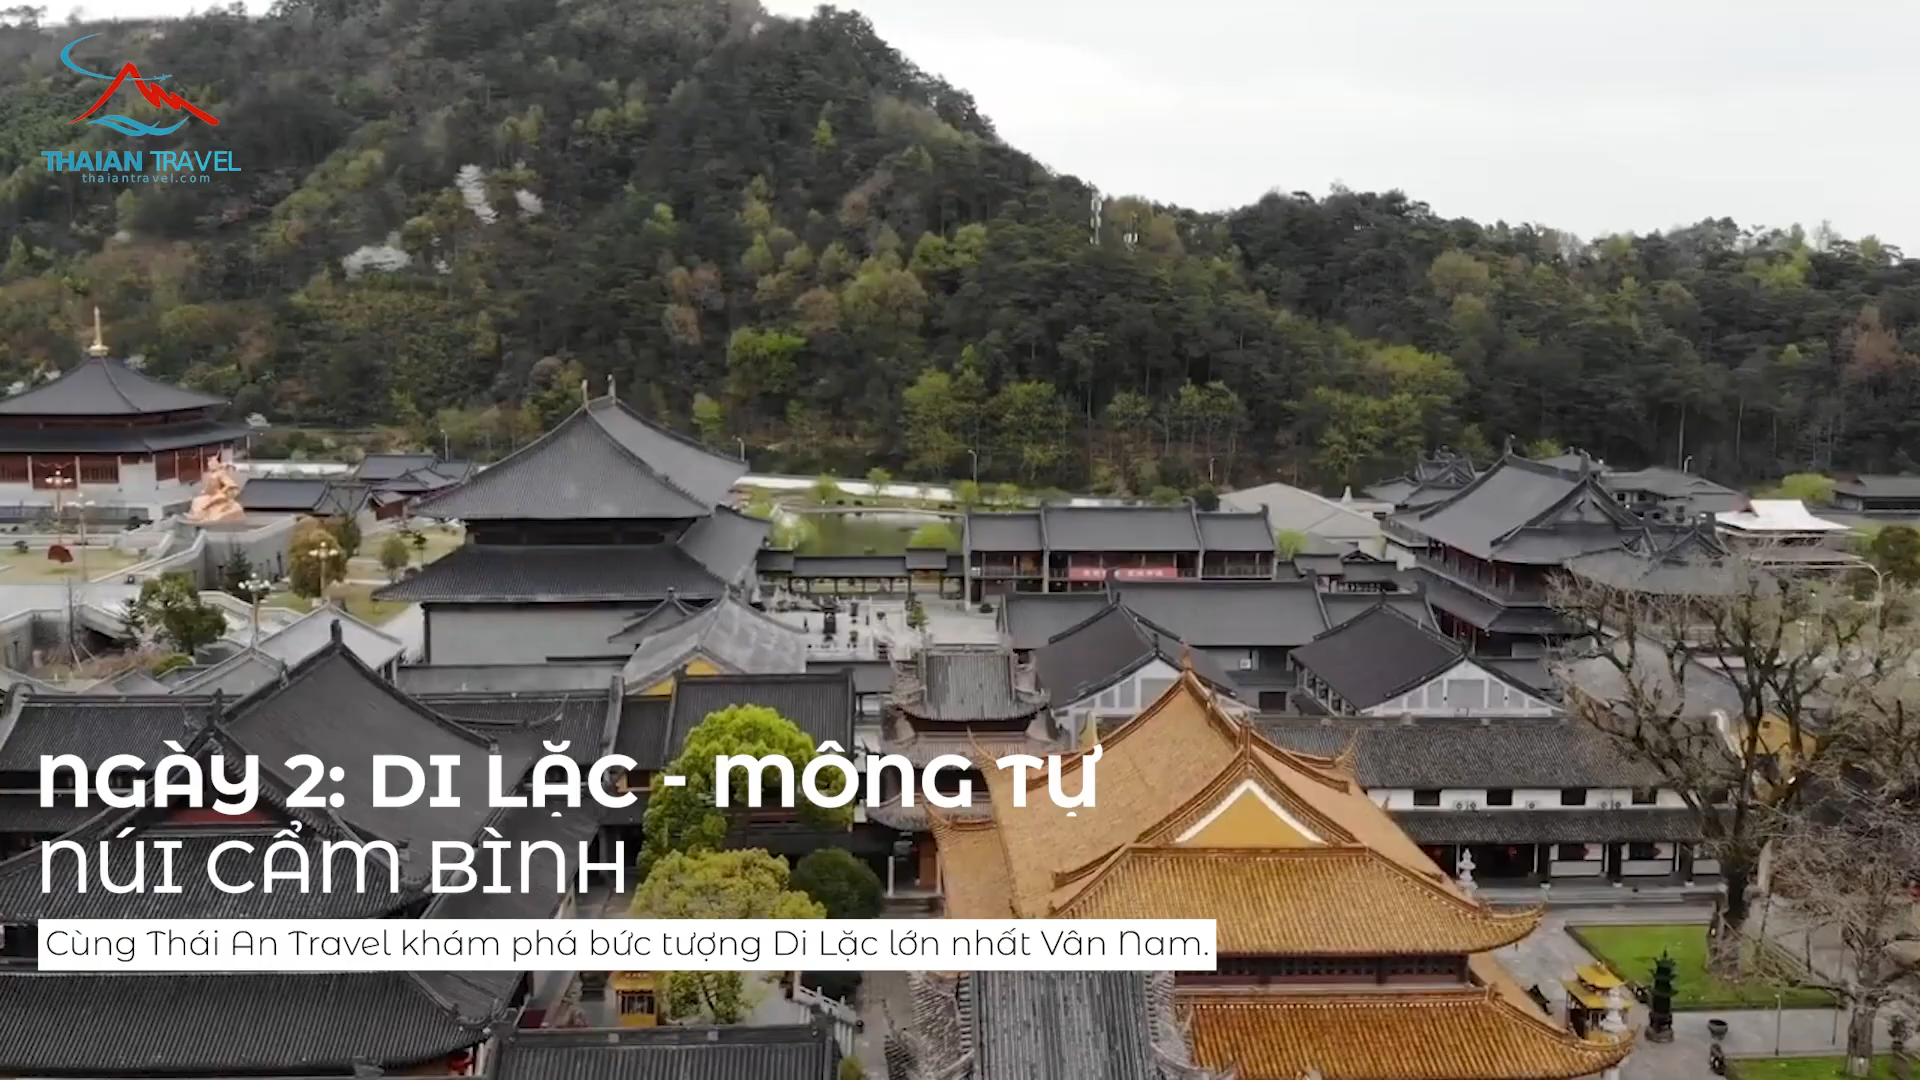 THAIAN TRAVEL
thaiantravel.com
NGÀY 2: DI LẶC - MÔNG TỰ
NÚI CẨM BÌNH
Cùng Thái An Travel khám phá bức tượng Di Lặc lớn nhất Vân Nam.